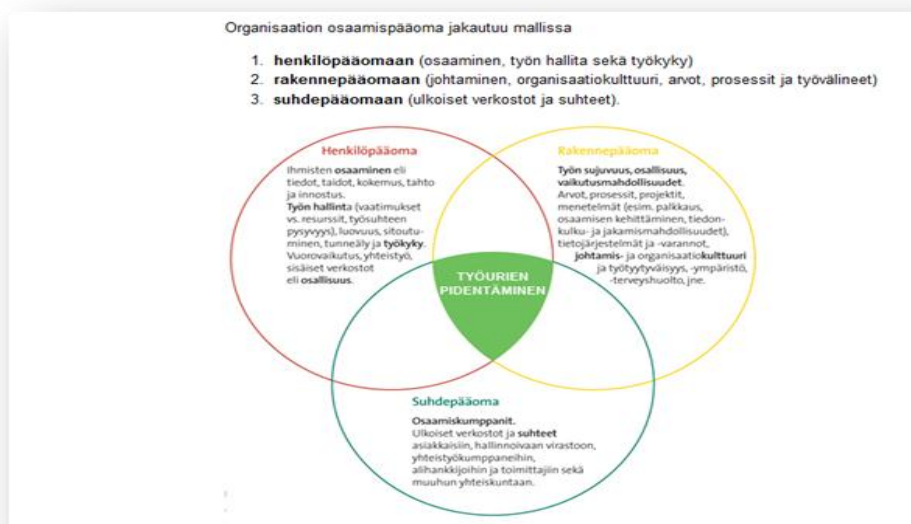 Organisaation osaamispääoma jakautuu mallissa
1. henkilöpääomaan (osaaminen, työn hallita sekä työkyky)
2. rakennepääomaan (johtaminen, organisaatiokulttuuri, arvot, prosessit ja työvälineet)
3. suhdepääomaan (ulkoiset verkostot ja suhteet).
Henkilöpääoma
Ihmisten osaaminen eli
tiedot, taidot, kokemus, tahto
ja innostus.
Työn hallinta (vaatimukset
vs. resurssit, työsuhteen
pysyvyys), luovuus, sitoutu-
minen, tunneäly ja työkyky.
Vuorovaikutus, yhteistyö,
sisäiset verkostot
eli osallisuus.
Rakennepääoma
Työn sujuvuus, osallisuus,
vaikutusmahdollisuudet.
Arvot, prosessit, projektit,
menetelmät (esim. palkkaus,
osaamisen kehittäminen, tiedon-
kulku- ja jakamismahdollisuudet),
tietojärjestelmät ja -varannot,
johtamis- ja organisaatiokulttuuri
ja työtyytyväisyys, -ympäristö,
-terveyshuolto, jne.
TYÖURIEN
PIDENTÄMINEN
Suhdepääoma
Osaamiskumppanit.
Ulkoiset verkostot ja suhteet
asiakkaisiin, hallinnoivaan virastoon,
yhteistyökumppaneihin,
alihankkijoihin ja toimittajiin sekä
muuhun yhteiskuntaan.